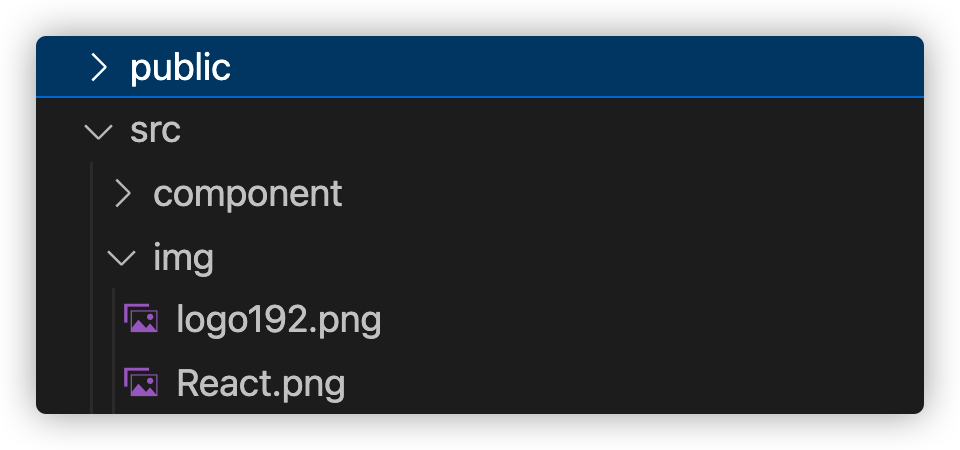 public
src
component
img
logo192.png
React.png